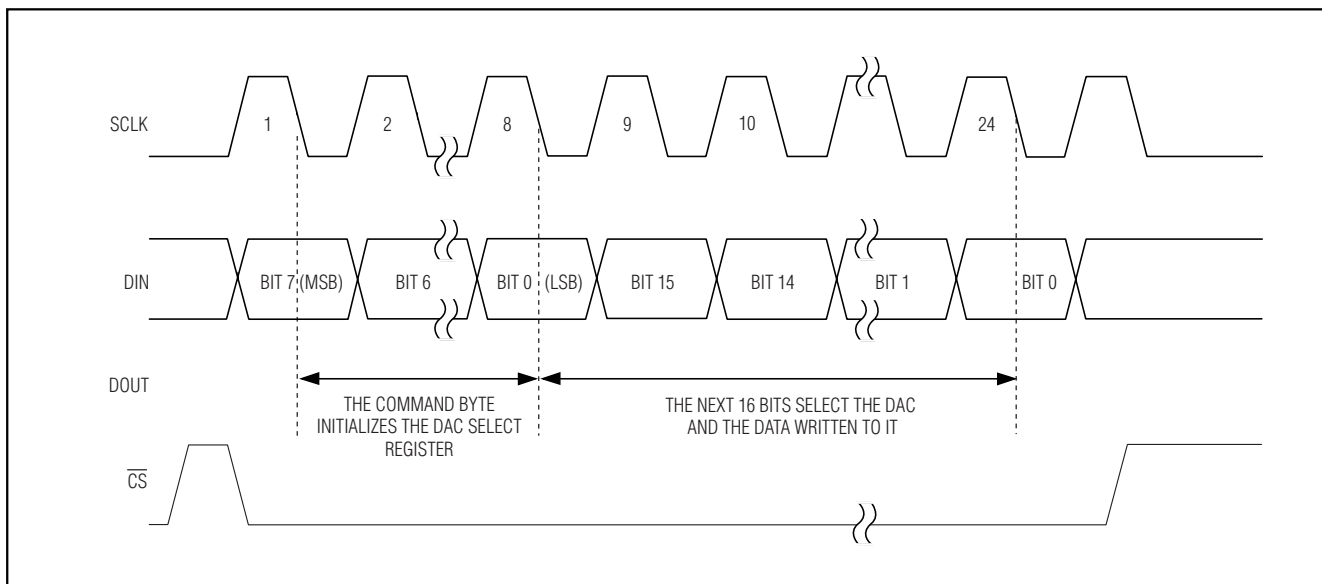 SCLK
1
2
8
9
10
24
DIN
BIT 7 (MSB)
BIT 6
BIT 0 (LSB)
BIT 15
BIT 14
BIT 1
BIT 0
DOUT
THE COMMAND BYTE
INITIALIZES THE DAC SELECT
REGISTER
THE NEXT 16 BITS SELECT THE DAC
AND THE DATA WRITTEN TO IT
CS